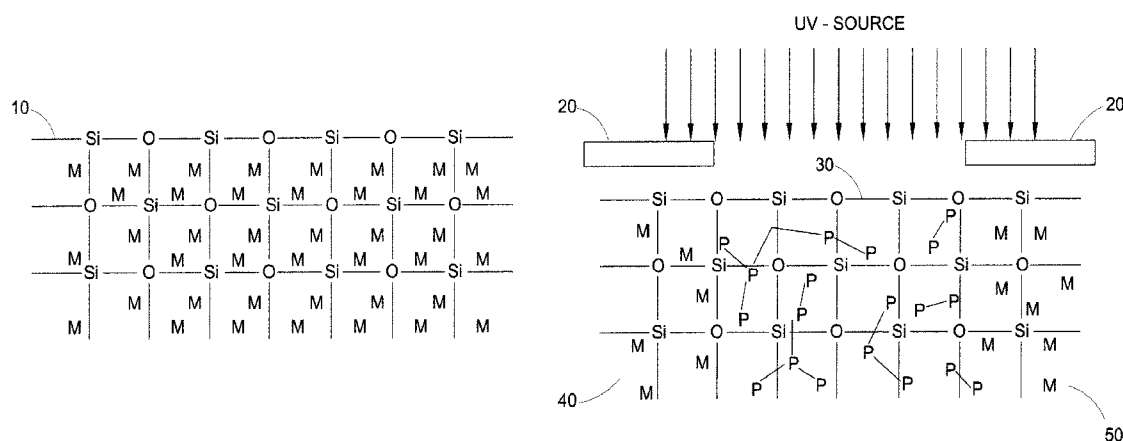 10
Si O Si O Si O Si
M M M M M M M M
M M M M M M M
O Si O Si O Si O
M M M M M M
M M M M M M M M
Si O Si O Si O Si
M M M M M M
M M M M M M M M
UV - SOURCE
20
20
30
Si O Si O Si O Si
P
M P P P P M M
M
O Si P O Si O Si O
M
M P P P P M
P P M
Si O Si O Si O Si
M M M
M P P P
P P P P M
M
40
50